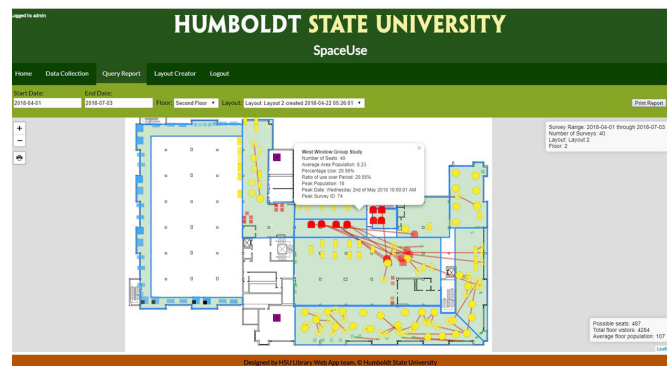 Logged in: admin
HUMBOLDT STATE UNIVERSITY
SpaceUse
Home Data Collection Query Report Layout Creator Logout
Start Date: End Date:
2018-04-01 2018-07-03 Floor: Second Floor Layout: Layout: Layout 2 created 2018-04-22 05:26:01 Print Report
+
−
Survey Range: 2018-04-01 through 2018-07-03
Number of Surveys: 40
Layout: Layout 2
Floor: 2
West Window Group Study
Number of Seats: 40
Average Area Population: 8.23
Percentage Use: 20.56%
Ratio of use over Period: 20.56%
Peak Population: 18
Peak Date: Wednesday 2nd of May 2018 10:00:01 AM
Peak Survey ID: 74
Possible seats: 467
Total floor visitors: 4284
Average floor population: 107
Designed by HSU Library Web App team. © Humboldt State University